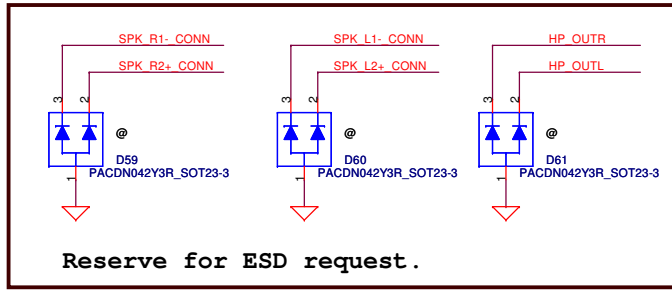 SPK_R1-_CONN SPK_L1-_CONN HP_OUTR
SPK_R2+_CONN SPK_L2+_CONN HP_OUTL
3 2 3 2 3 2
@ @ @
D59 D60 D61
PACDN042Y3R_SOT23-3 PACDN042Y3R_SOT23-3 PACDN042Y3R_SOT23-3
1 1 1
Reserve for ESD request.